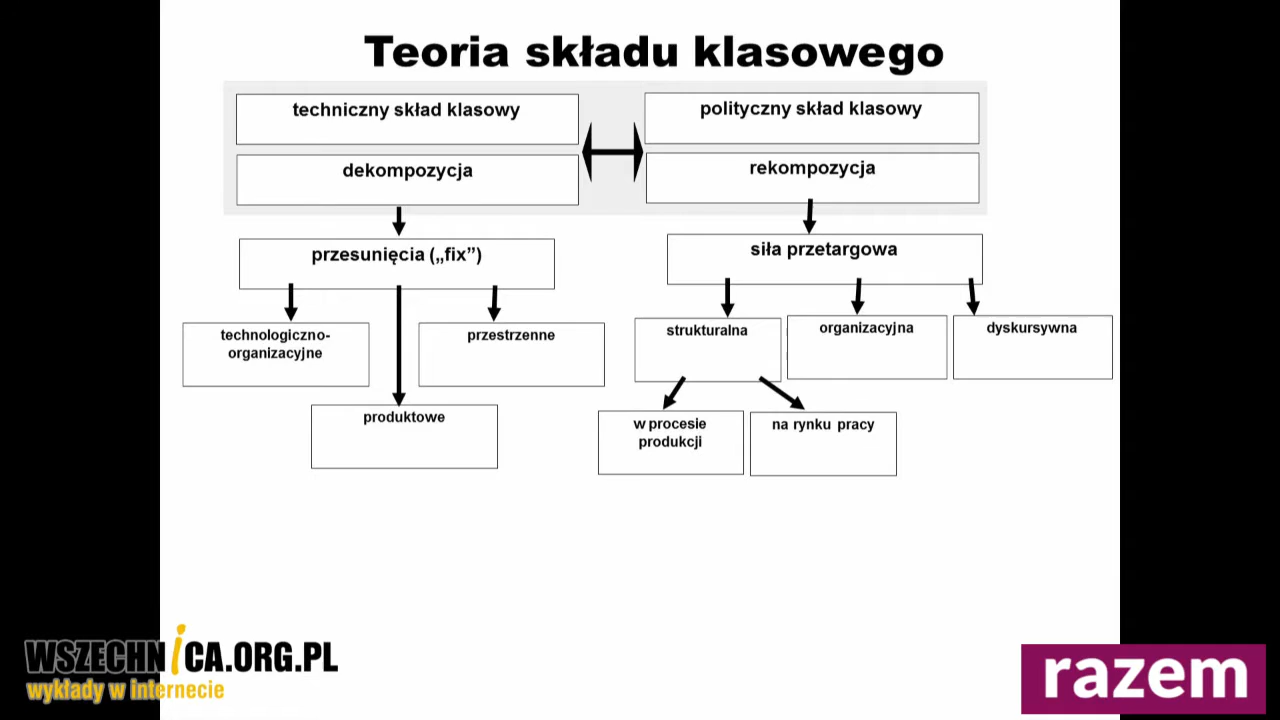 Teoria składu klasowego
techniczny skład klasowy
polityczny skład klasowy
dekompozycja
rekompozycja
przesunięcia („fix”)
siła przetargowa
technologiczno-
organizacyjne
przestrzenne
strukturalna
organizacyjna
dyskursywna
produktowe
w procesie
produkcji
na rynku pracy
WSZECHNiCA.ORG.PL
wykłady w internecie
razem